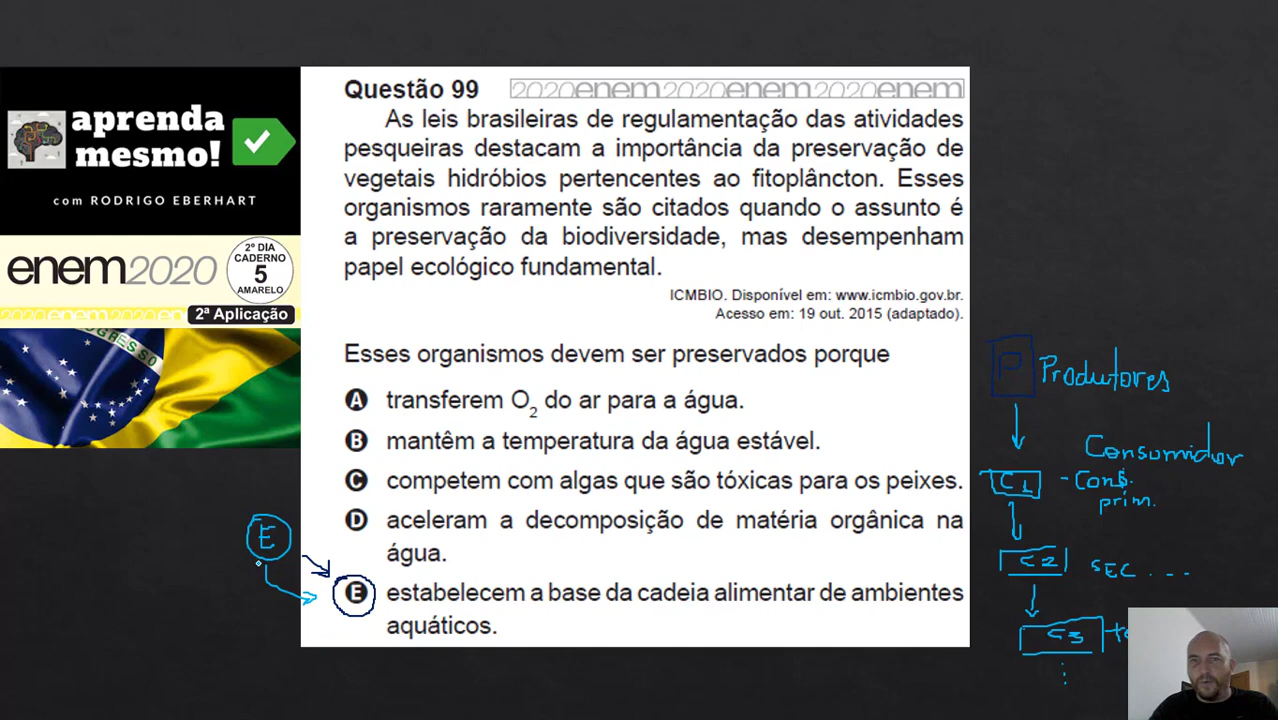 aprenda
mesmo!
com RODRIGO EBERHART
enem2020
2º DIA
CADERNO
5
AMARELO
2ª Aplicação
Questão 99
2020enem2020enem2020enem
As leis brasileiras de regulamentação das atividades
pesqueiras destacam a importância da preservação de
vegetais hidróbios pertencentes ao fitoplâncton. Esses
organismos raramente são citados quando o assunto é
a preservação da biodiversidade, mas desempenham
papel ecológico fundamental.
ICMBIO. Disponível em: www.icmbio.gov.br.
Acesso em: 19 out. 2015 (adaptado).
Esses organismos devem ser preservados porque
A transferem O2 do ar para a água.
B mantêm a temperatura da água estável.
C competem com algas que são tóxicas para os peixes.
D aceleram a decomposição de matéria orgânica na
água.
E estabelecem a base da cadeia alimentar de ambientes
aquáticos.
E
P Produtores
Consumidor
C1 - Cons.
prim.
C2 SEC ...
C3